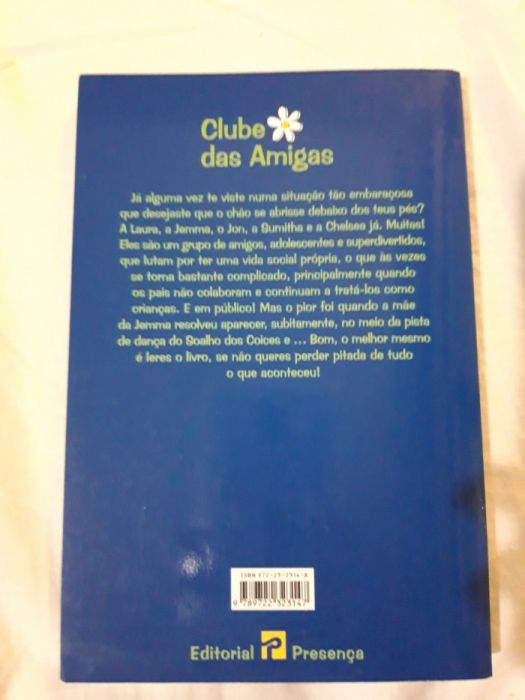 Clube
das Amigas
Já alguma vez te viste numa situação tão embaraçosa
que desejaste que o chão se abrisse debaixo dos teus pés?
A Laura, a Jemma, o Jon, a Sumitha e a Chelsea já. Muitas!
Eles são um grupo de amigos, adolescentes e superdivertidos,
que lutam por ter uma vida social própria, o que às vezes
se torna bastante complicado, principalmente quando
os pais não colaboram e continuam a tratá-los como
crianças. E em público! Mas o pior foi quando a mãe
da Jemma resolveu aparecer, subitamente, no meio da pista
de dança do Soalho dos Coices e ... Bom, o melhor mesmo
é leres o livro, se não queres perder pitada de tudo
o que aconteceu!
ISBN 972-23-2314-8
9 789722 323147
Editorial P Presença